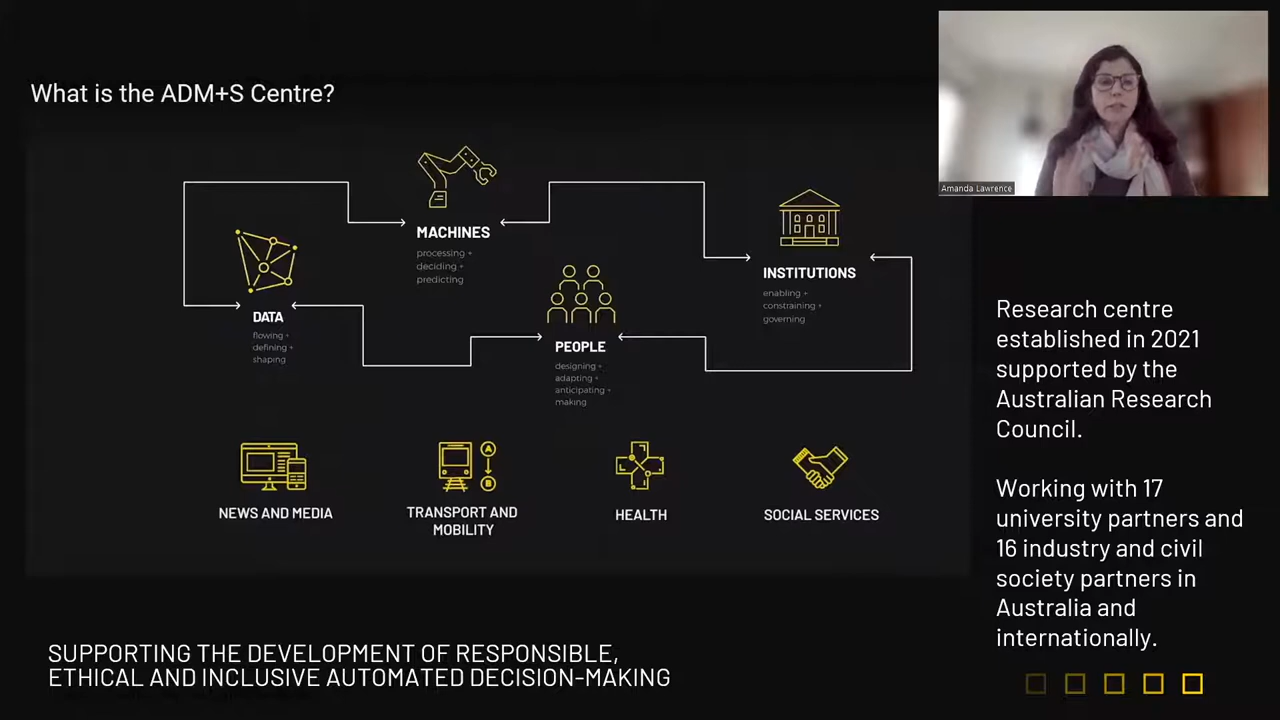 What is the ADM+S Centre?
Amanda Lawrence
MACHINES
processing +
deciding +
predicting
INSTITUTIONS
enabling +
constraining +
governing
DATA
flowing +
defining +
shaping
PEOPLE
designing +
adapting +
anticipating +
making
A
B
NEWS AND MEDIA
TRANSPORT AND
MOBILITY
HEALTH
SOCIAL SERVICES
Research centre
established in 2021
supported by the
Australian Research
Council.
Working with 17
university partners and
16 industry and civil
society partners in
Australia and
internationally.
SUPPORTING THE DEVELOPMENT OF RESPONSIBLE,
ETHICAL AND INCLUSIVE AUTOMATED DECISION-MAKING